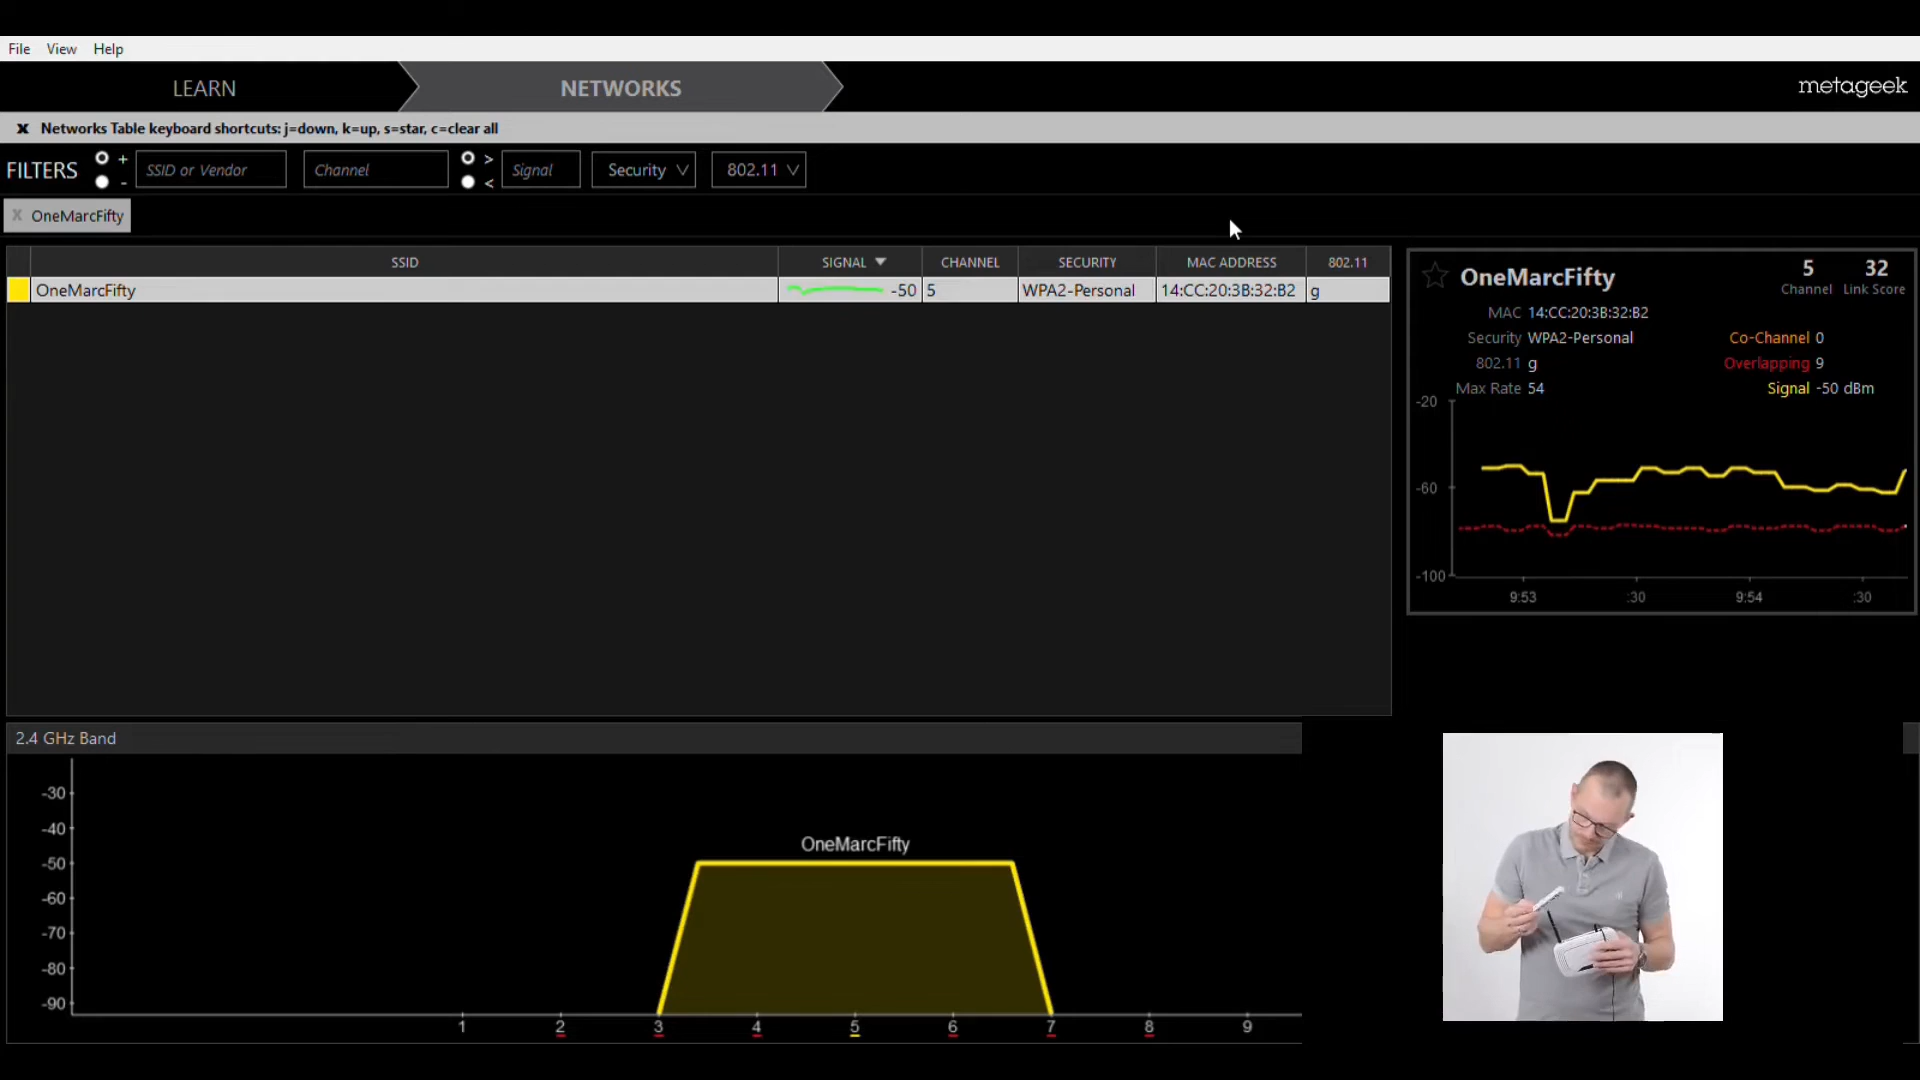 File View Help
LEARN NETWORKS metageek
X Networks Table keyboard shortcuts: j=down, k=up, s=star, c=clear all
FILTERS + - SSID or Vendor Channel > < Signal Security 802.11
X OneMarcFifty
SSID SIGNAL CHANNEL SECURITY MAC ADDRESS 802.11
OneMarcFifty -50 5 WPA2-Personal 14:CC:20:3B:32:B2 g
OneMarcFifty 5 32
Channel Link Score
MAC 14:CC:20:3B:32:B2
Security WPA2-Personal Co-Channel 0
802.11 g Overlapping 9
Max Rate 54 Signal -50 dBm
-20
-60
-100
9:53 :30 9:54 :30
2.4 GHz Band
-30
-40
OneMarcFifty
-50
-60
-70
-80
-90
1 2 3 4 5 6 7 8 9